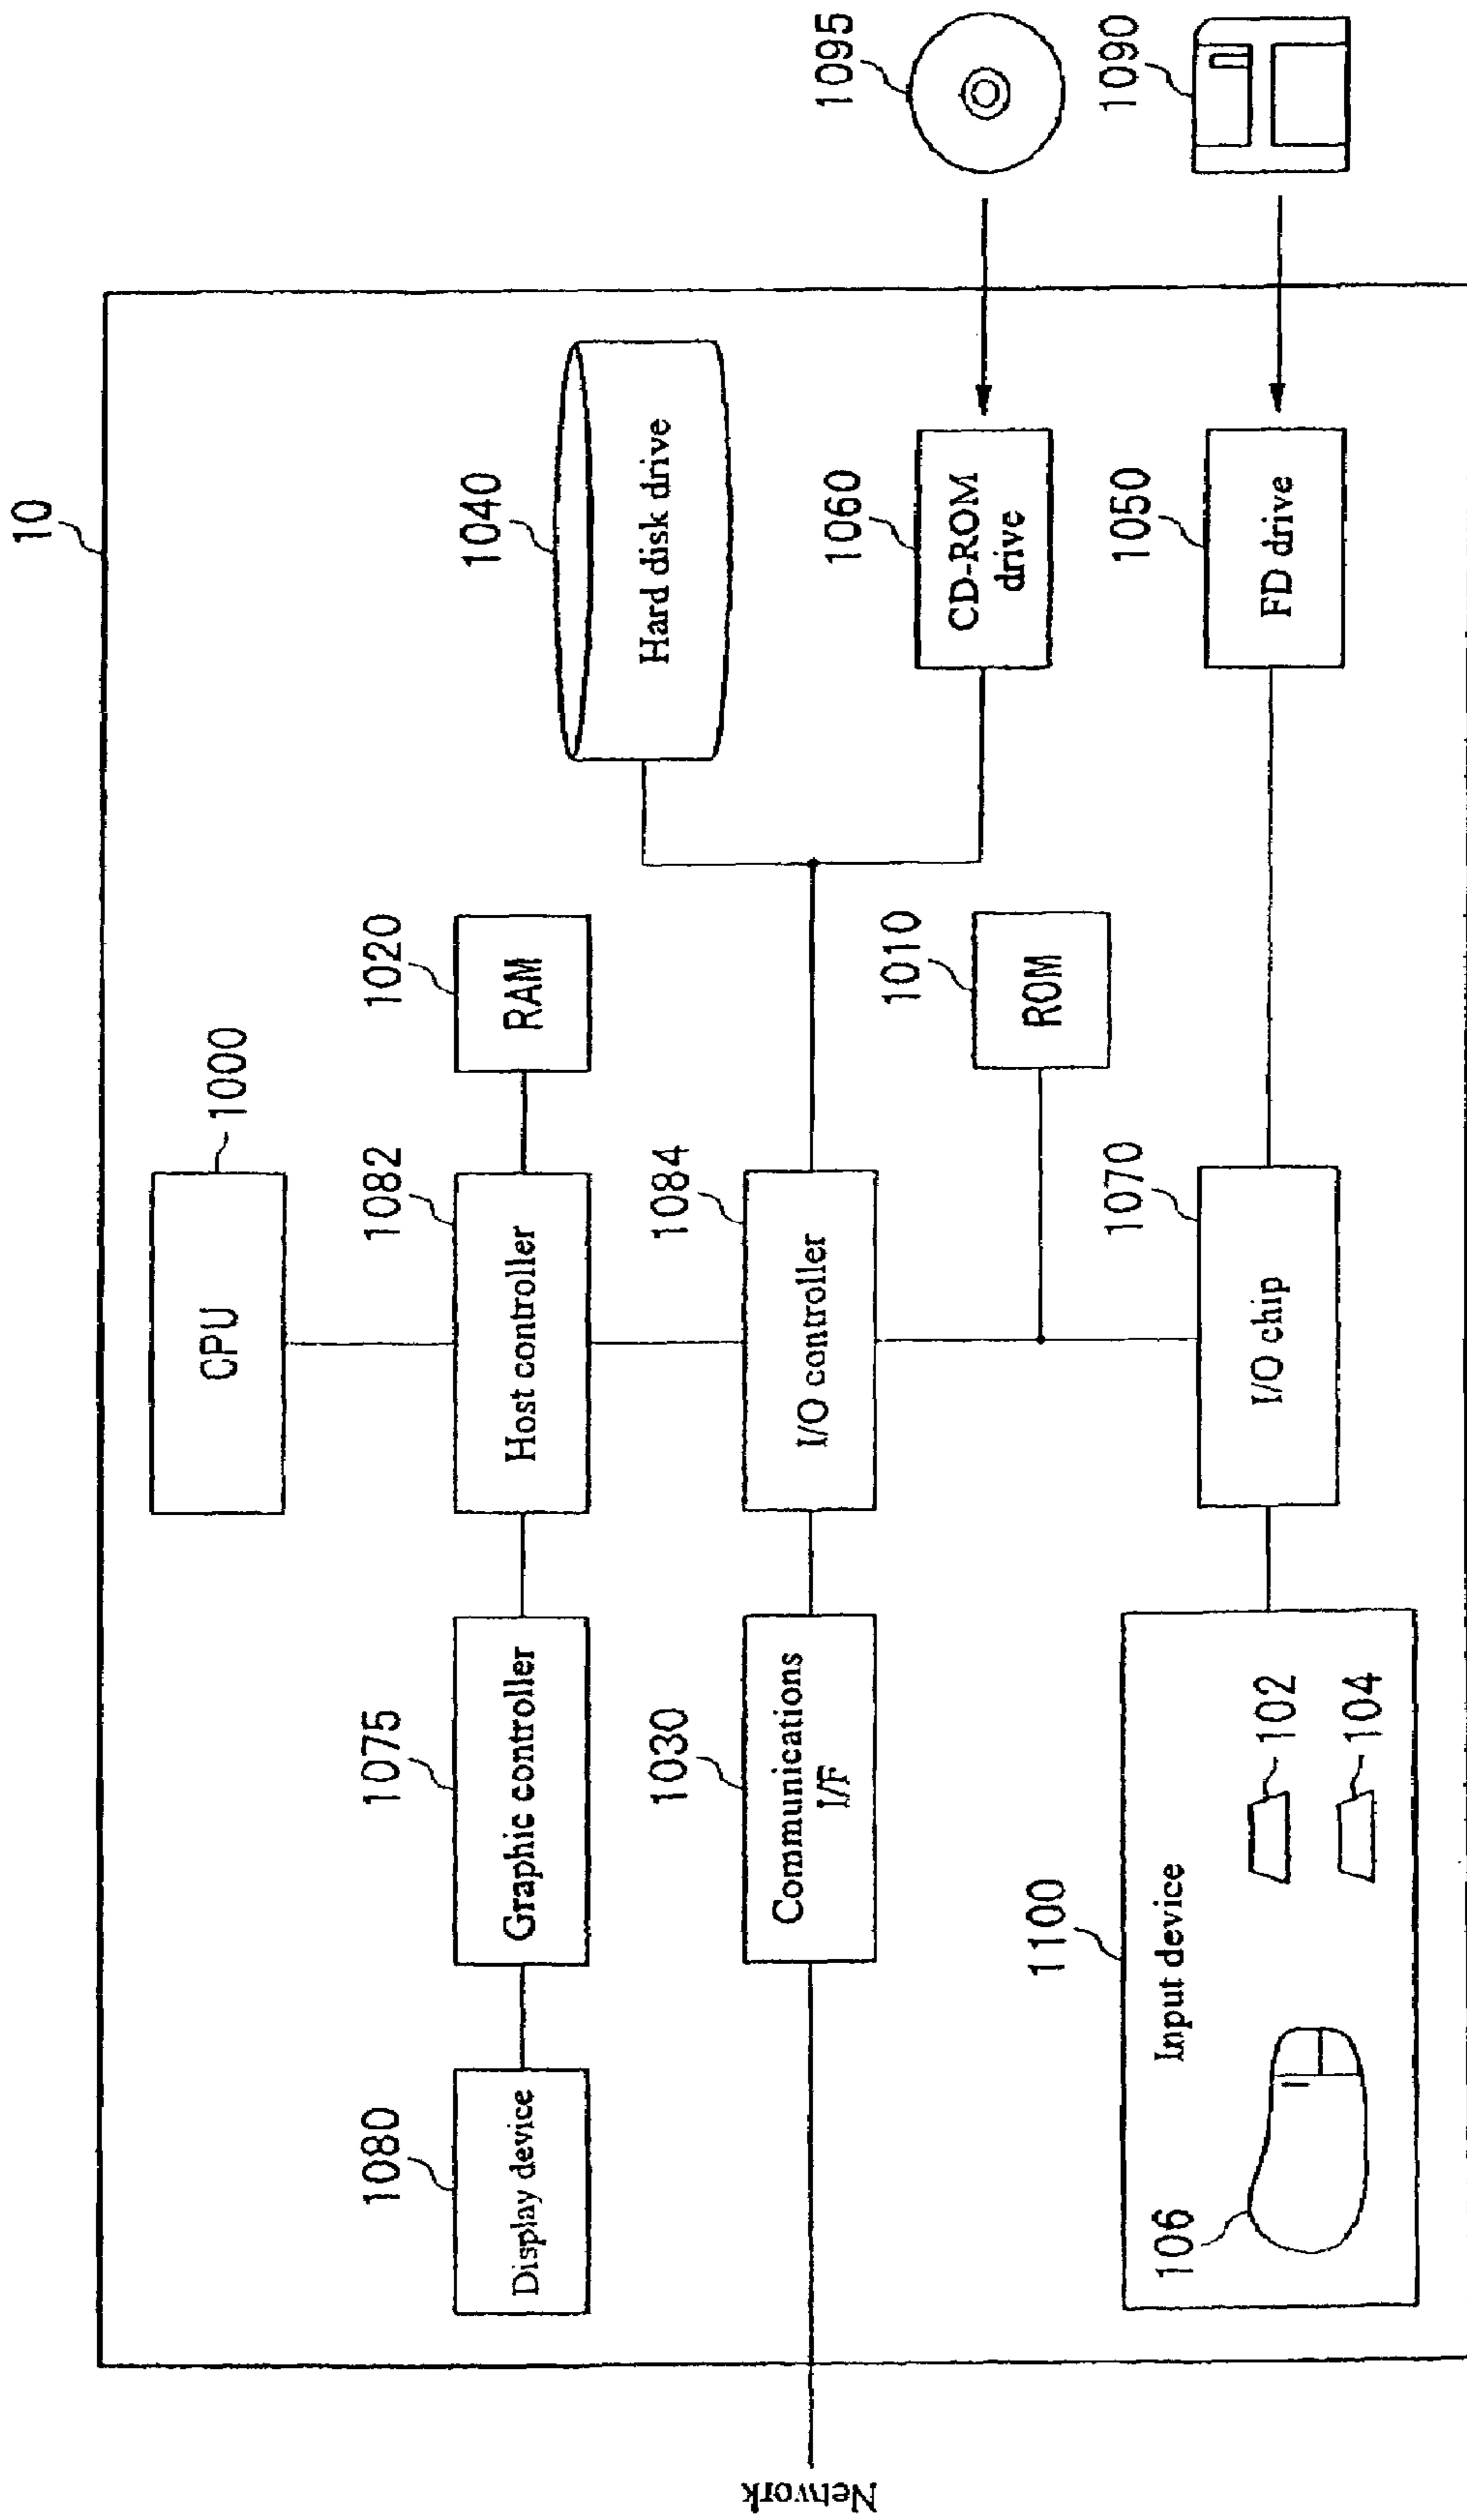 10
CPU
1000
1080
1075
1082
1020
1040
Display device
Graphic controller
Host controller
RAM
Hard disk drive
1030
1084
1095
Network
Communications
I/F
I/O controller
1010
1060
ROM
CD-ROM
drive
1100
1070
1050
1090
Input device
106
102
104
I/O chip
FD drive